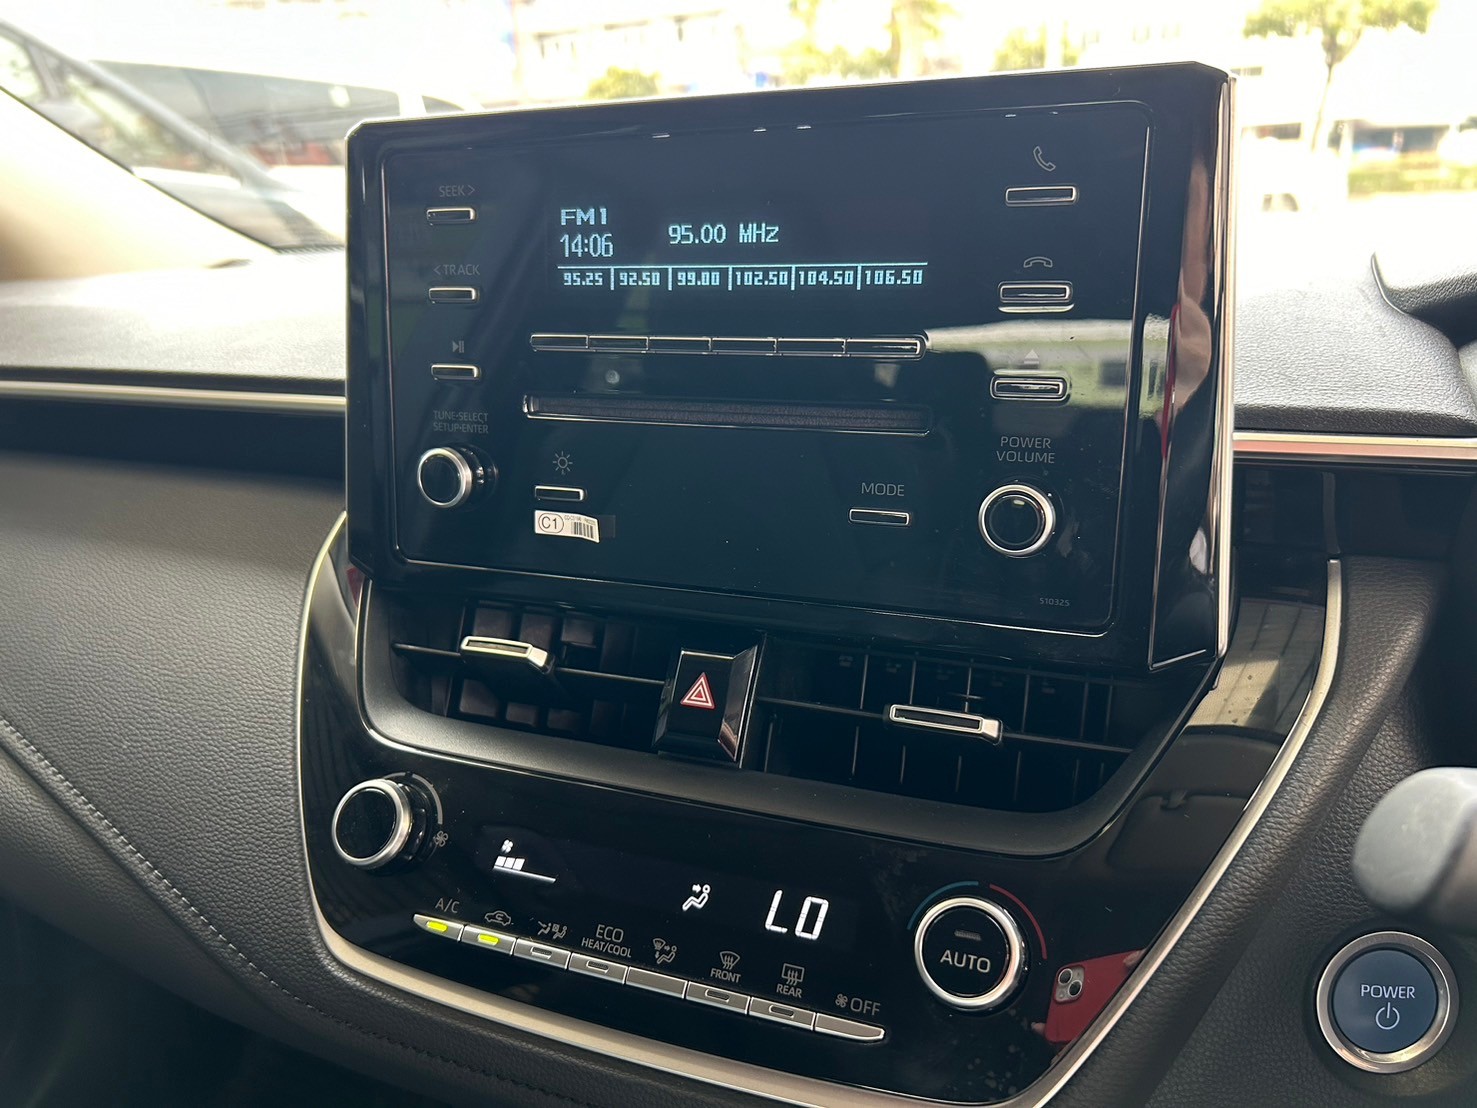 SEEK >
< TRACK
TUNE•SELECT
SETUP•ENTER
FM1
14:06
95.00 MHz
95.25 92.50 99.00 102.50 104.50 106.50
C1
MODE
POWER
VOLUME
510325
LO
A/C
ECO
HEAT/COOL
FRONT
REAR
OFF
AUTO
POWER